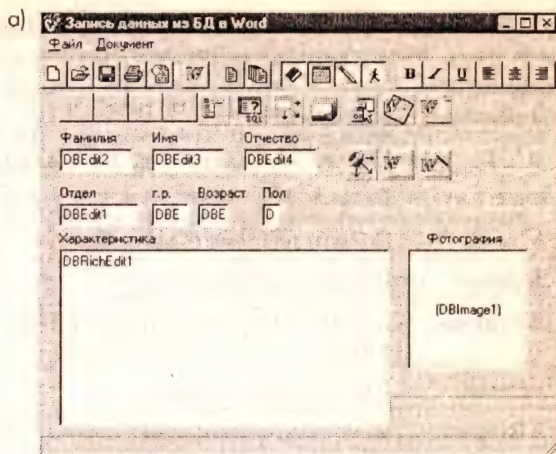 а)
Запись данных из БД в Word
Файл Документ
B I U
SQL
Фамилия Имя Отчество
DBEdit2 DBEdit3 DBEdit4
Отдел г.р. Возраст Пол
DBEdit1 DBE DBE D
Характеристика Фотография
DBRichEdit1
(DBImage1)